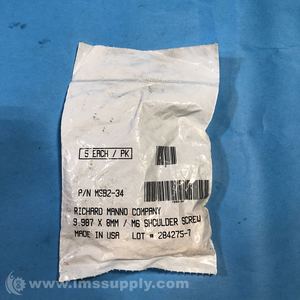 5 EACH / PK
P/N MSB2-34
RICHARD MANNO COMPANY
9.987 X 8MM / M6 SHOULDER SCREW
MADE IN USA LOT # 284275-7
© www.imssupply.com